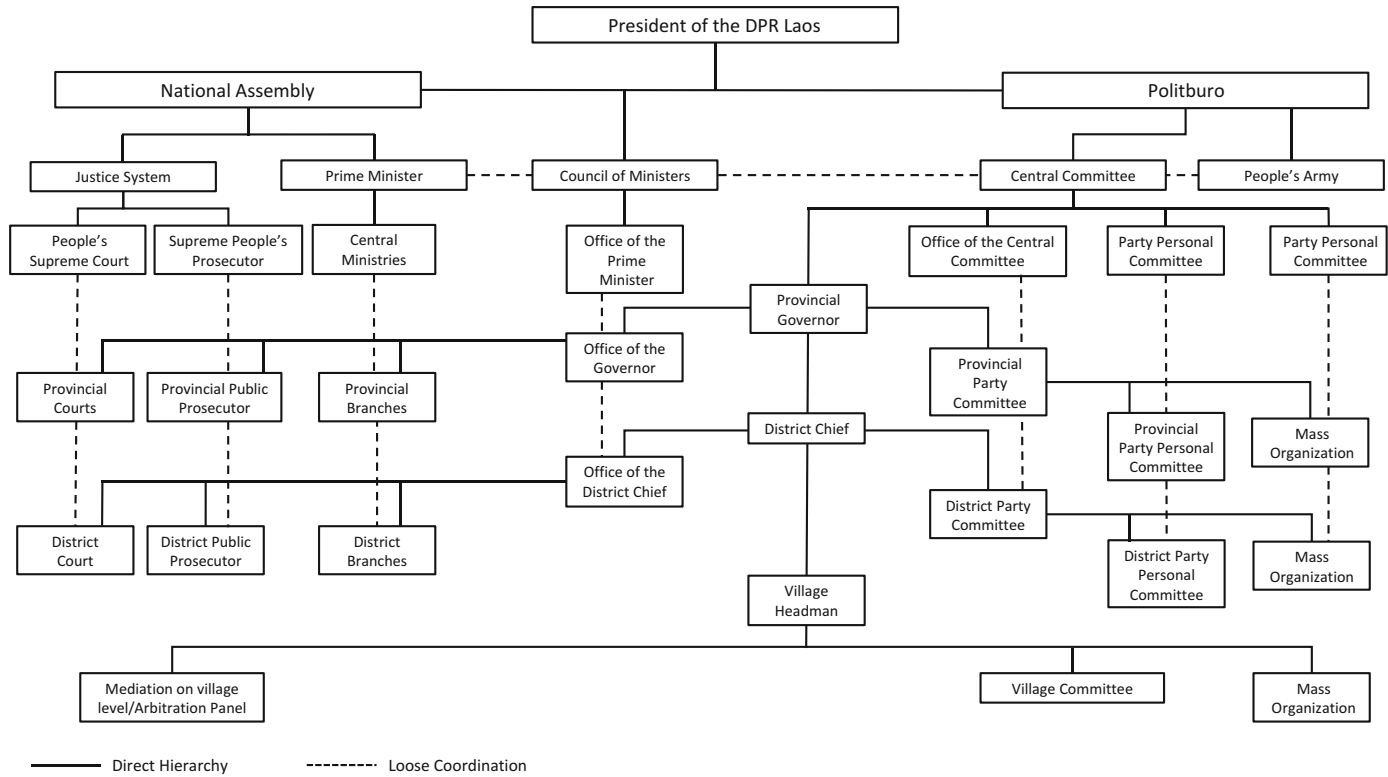 President of the DPR Laos
National Assembly
Politburo
Justice System
Prime Minister
Council of Ministers
Central Committee
People's Army
People's
Supreme Court
Supreme People's
Prosecutor
Central
Ministries
Office of the
Prime
Minister
Office of the Central
Committee
Party Personal
Committee
Party Personal
Committee
Provincial
Governor
Office of the
Governor
Provincial
Party
Committee
Provincial
Courts
Provincial Public
Prosecutor
Provincial
Branches
District Chief
Provincial
Party Personal
Committee
Mass
Organization
Office of the
District Chief
District Party
Committee
District
Court
District Public
Prosecutor
District
Branches
District Party
Personal
Committee
Mass
Organization
Village
Headman
Mediation on village
level/Arbitration Panel
Village Committee
Mass
Organization
Direct Hierarchy
Loose Coordination